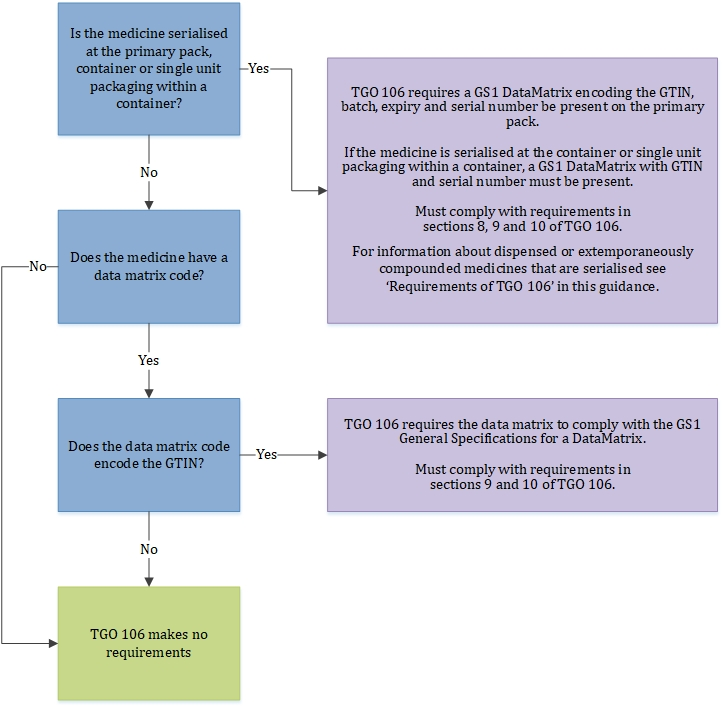 Is the medicine serialised
at the primary pack,
container or single unit
packaging within a
container?
Yes
TGO 106 requires a GS1 DataMatrix encoding the GTIN,
batch, expiry and serial number be present on the primary
pack.
If the medicine is serialised at the container or single unit
packaging within a container, a GS1 DataMatrix with GTIN
and serial number must be present.
Must comply with requirements in
sections 8, 9 and 10 of TGO 106.
For information about dispensed or extemporaneously
compounded medicines that are serialised see
‘Requirements of TGO 106’ in this guidance.
No
Does the medicine have a
data matrix code?
No
Yes
Does the data matrix code
encode the GTIN?
Yes
TGO 106 requires the data matrix to comply with the GS1
General Specifications for a DataMatrix.
Must comply with requirements in
sections 9 and 10 of TGO 106.
No
TGO 106 makes no
requirements